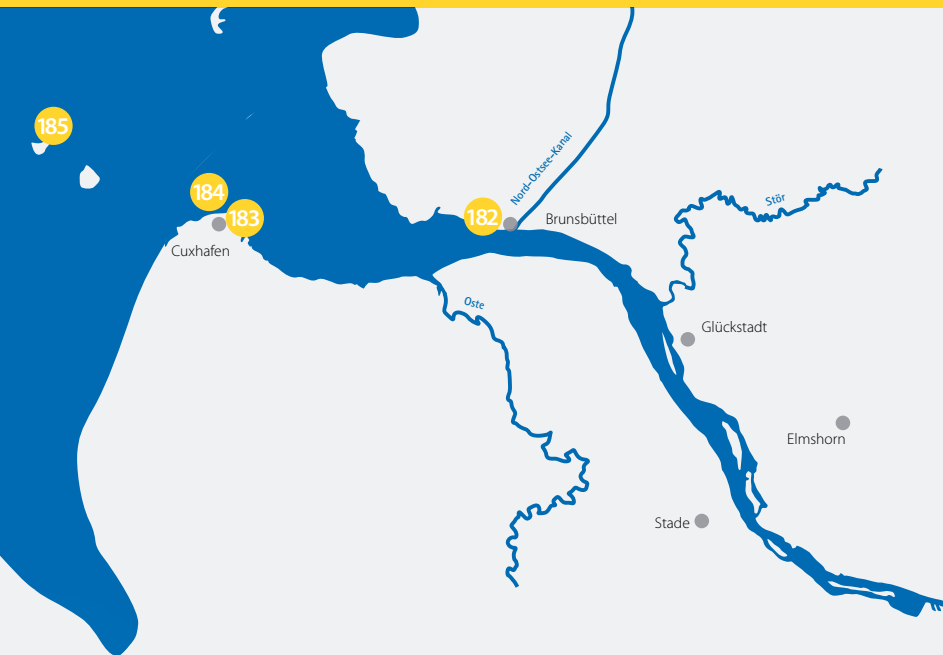 185
184
183
182
Nord-Ostsee-Kanal
Brunsbüttel
Stör
Cuxhafen
Oste
Glückstadt
Elmshorn
Stade